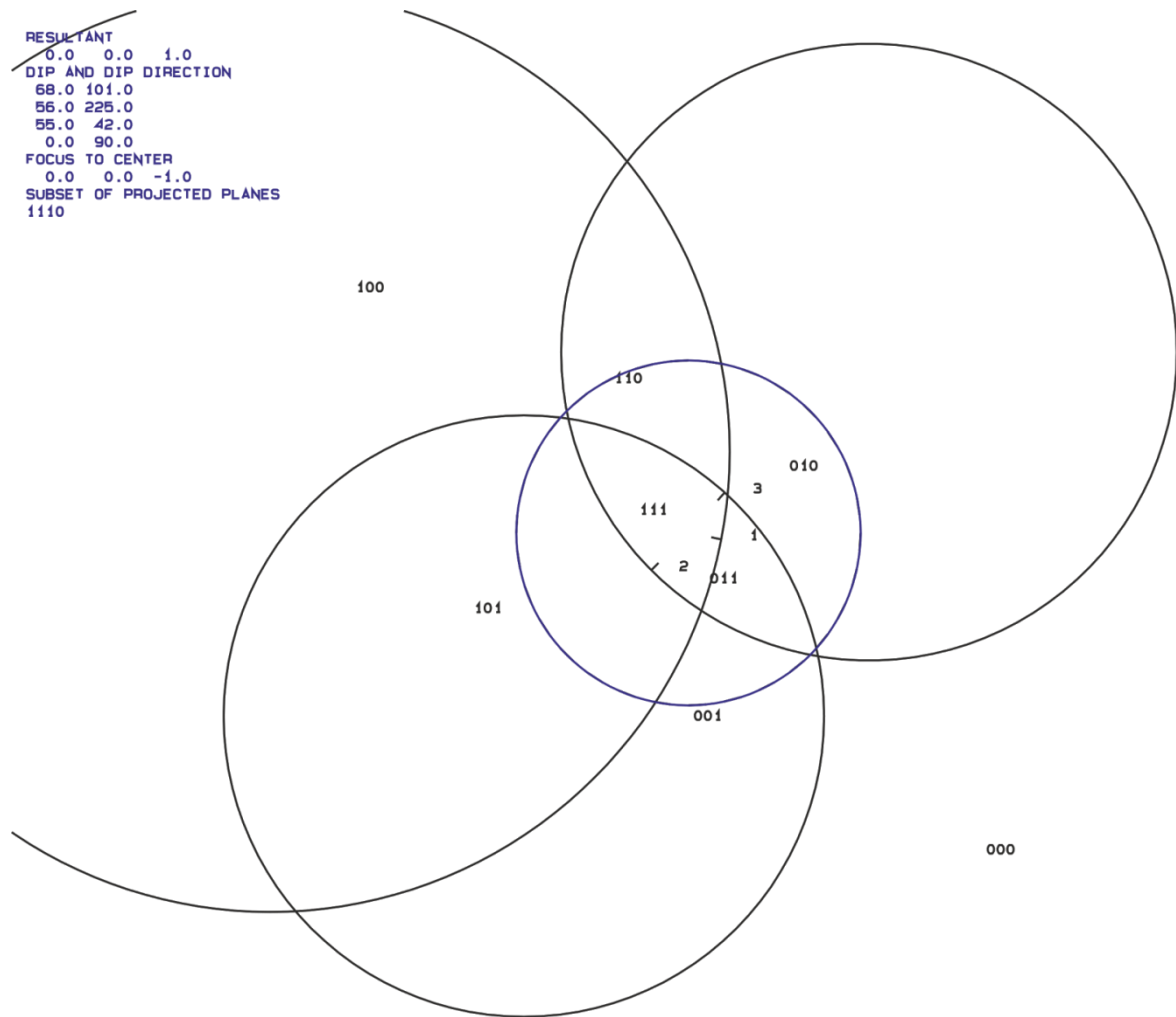 RESULTANT
0.0 0.0 1.0
DIP AND DIP DIRECTION
68.0 101.0
56.0 225.0
55.0 42.0
0.0 90.0
FOCUS TO CENTER
0.0 0.0 -1.0
SUBSET OF PROJECTED PLANES
1110
100
110
010
3
111
1
2
011
101
001
000